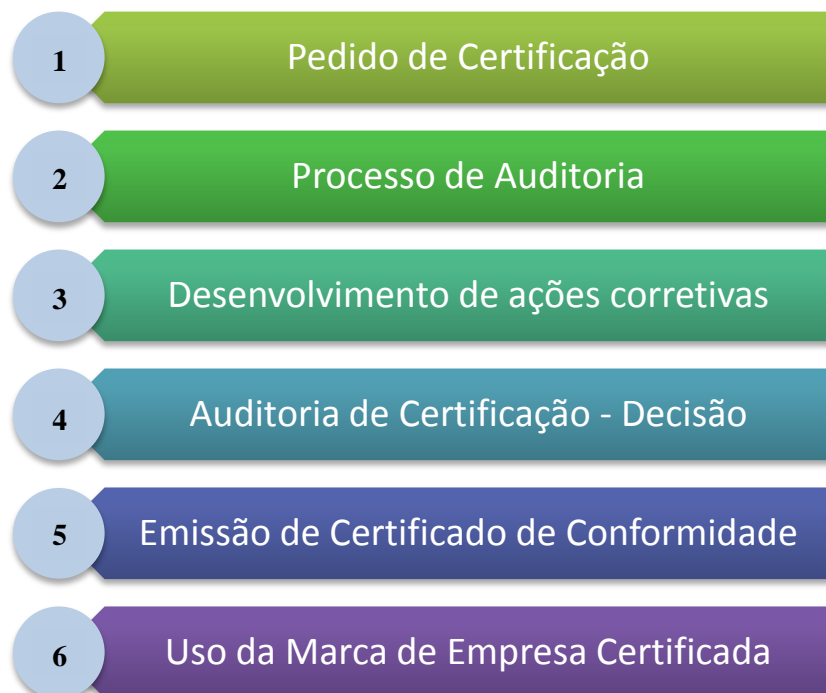 1 Pedido de Certificação
2 Processo de Auditoria
3 Desenvolvimento de ações corretivas
4 Auditoria de Certificação - Decisão
5 Emissão de Certificado de Conformidade
6 Uso da Marca de Empresa Certificada